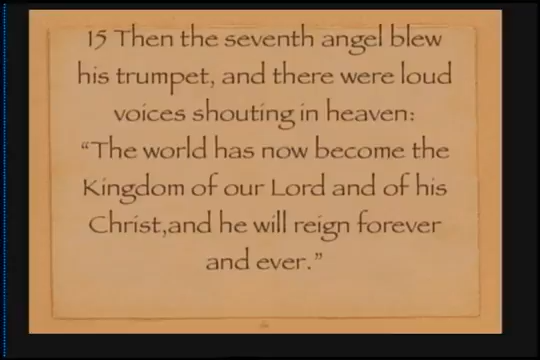 15 Then the seventh angel blew
his trumpet, and there were loud
voices shouting in heaven:
“The world has now become the
Kingdom of our Lord and of his
Christ,and he will reign forever
and ever.”